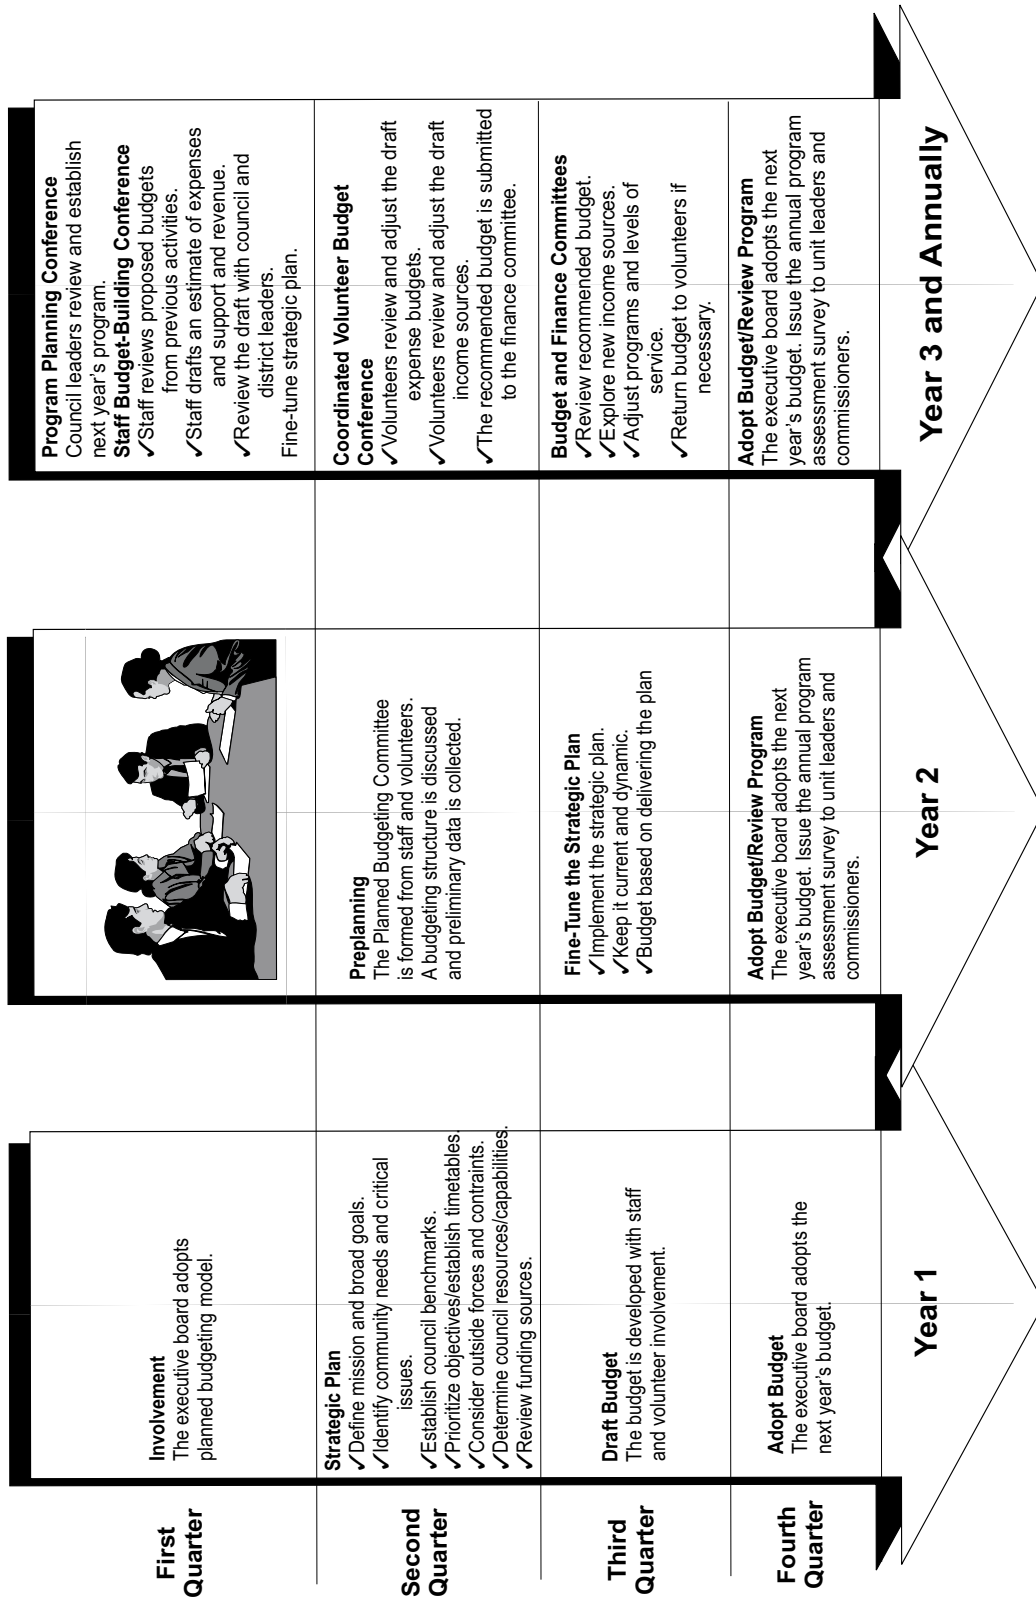 First
Quarter
Involvement
The executive board adopts
planned budgeting model.
Program Planning Conference
Council leaders review and establish
next year's program.
Staff Budget-Building Conference
✓Staff reviews proposed budgets
from previous activities.
✓Staff drafts an estimate of expenses
and support and revenue.
✓Review the draft with council and
district leaders.
Fine-tune strategic plan.
Second
Quarter
Strategic Plan
✓Define mission and broad goals.
✓Identify community needs and critical
issues.
✓Establish council benchmarks.
✓Prioritize objectives/establish timetables.
✓Consider outside forces and contraints.
✓Determine council resources/capabilities.
✓Review funding sources.
Preplanning
The Planned Budgeting Committee
is formed from staff and volunteers.
A budgeting structure is discussed
and preliminary data is collected.
Coordinated Volunteer Budget
Conference
✓Volunteers review and adjust the draft
expense budgets.
✓Volunteers review and adjust the draft
income sources.
✓The recommended budget is submitted
to the finance committee.
Third
Quarter
Draft Budget
The budget is developed with staff
and volunteer involvement.
Fine-Tune the Strategic Plan
✓Implement the strategic plan.
✓Keep it current and dynamic.
✓Budget based on delivering the plan
Budget and Finance Committees
✓Review recommended budget.
✓Explore new income sources.
✓Adjust programs and levels of
service.
✓Return budget to volunteers if
necessary.
Fourth
Quarter
Adopt Budget
The executive board adopts the
next year's budget.
Adopt Budget/Review Program
The executive board adopts the next
year's budget. Issue the annual program
assessment survey to unit leaders and
commissioners.
Adopt Budget/Review Program
The executive board adopts the next
year's budget. Issue the annual program
assessment survey to unit leaders and
commissioners.
Year 1
Year 2
Year 3 and Annually